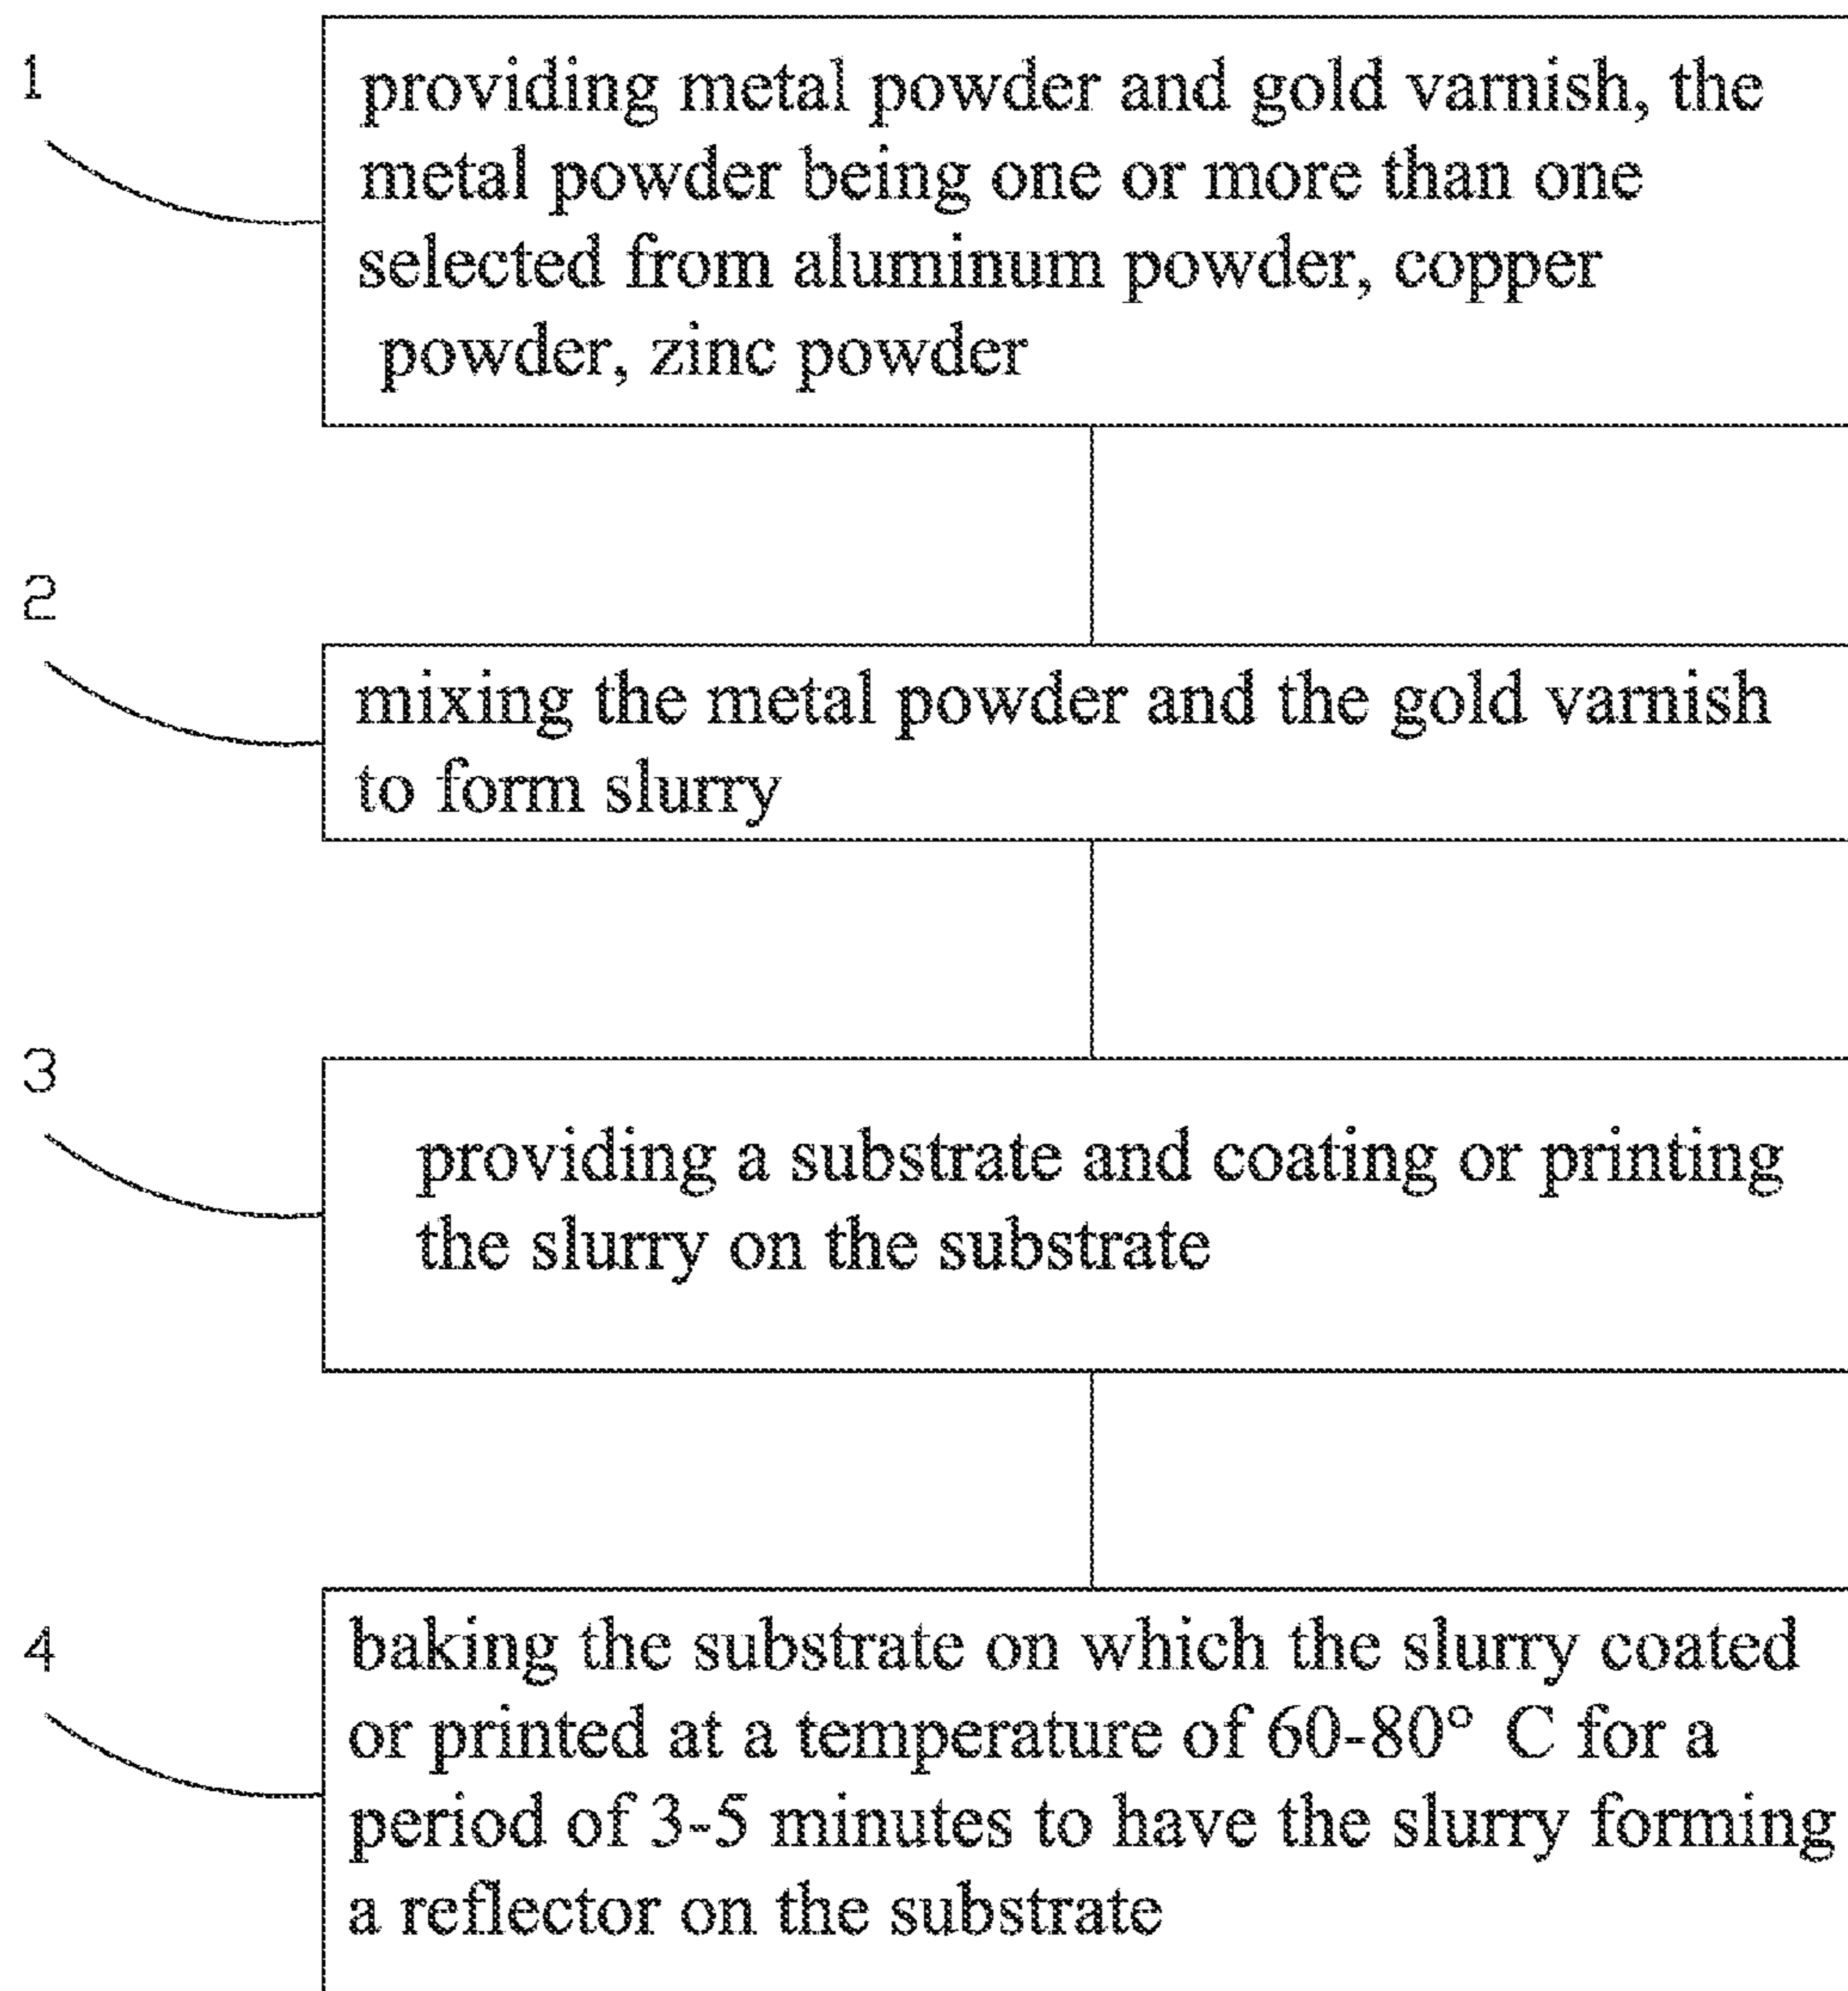 1
providing metal powder and gold varnish, the
metal powder being one or more than one
selected from aluminum powder, copper
powder, zinc powder
2
mixing the metal powder and the gold varnish
to form slurry
3
providing a substrate and coating or printing
the slurry on the substrate
4
baking the substrate on which the slurry coated
or printed at a temperature of 60-80° C for a
period of 3-5 minutes to have the slurry forming
a reflector on the substrate